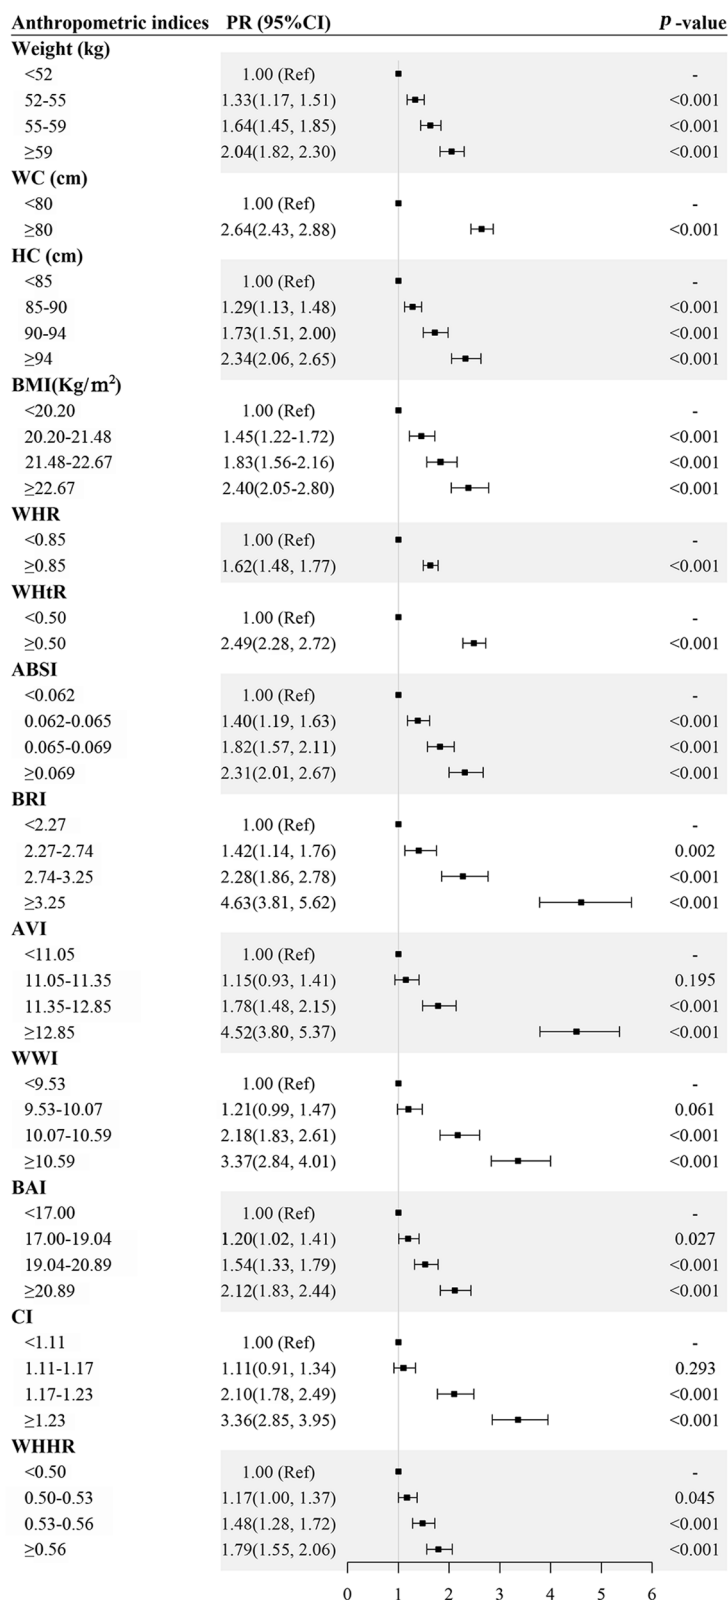 Anthropometric indices PR (95%CI) p -value
Weight (kg)
<52 1.00 (Ref) -
52-55 1.33(1.17, 1.51) <0.001
55-59 1.64(1.45, 1.85) <0.001
≥59 2.04(1.82, 2.30) <0.001
WC (cm)
<80 1.00 (Ref) -
≥80 2.64(2.43, 2.88) <0.001
HC (cm)
<85 1.00 (Ref) -
85-90 1.29(1.13, 1.48) <0.001
90-94 1.73(1.51, 2.00) <0.001
≥94 2.34(2.06, 2.65) <0.001
BMI(Kg/m²)
<20.20 1.00 (Ref) -
20.20-21.48 1.45(1.22-1.72) <0.001
21.48-22.67 1.83(1.56-2.16) <0.001
≥22.67 2.40(2.05-2.80) <0.001
WHR
<0.85 1.00 (Ref) -
≥0.85 1.62(1.48, 1.77) <0.001
WHtR
<0.50 1.00 (Ref) -
≥0.50 2.49(2.28, 2.72) <0.001
ABSI
<0.062 1.00 (Ref) -
0.062-0.065 1.40(1.19, 1.63) <0.001
0.065-0.069 1.82(1.57, 2.11) <0.001
≥0.069 2.31(2.01, 2.67) <0.001
BRI
<2.27 1.00 (Ref) -
2.27-2.74 1.42(1.14, 1.76) 0.002
2.74-3.25 2.28(1.86, 2.78) <0.001
≥3.25 4.63(3.81, 5.62) <0.001
AVI
<11.05 1.00 (Ref) -
11.05-11.35 1.15(0.93, 1.41) 0.195
11.35-12.85 1.78(1.48, 2.15) <0.001
≥12.85 4.52(3.80, 5.37) <0.001
WWI
<9.53 1.00 (Ref) -
9.53-10.07 1.21(0.99, 1.47) 0.061
10.07-10.59 2.18(1.83, 2.61) <0.001
≥10.59 3.37(2.84, 4.01) <0.001
BAI
<17.00 1.00 (Ref) -
17.00-19.04 1.20(1.02, 1.41) 0.027
19.04-20.89 1.54(1.33, 1.79) <0.001
≥20.89 2.12(1.83, 2.44) <0.001
CI
<1.11 1.00 (Ref) -
1.11-1.17 1.11(0.91, 1.34) 0.293
1.17-1.23 2.10(1.78, 2.49) <0.001
≥1.23 3.36(2.85, 3.95) <0.001
WHHR
<0.50 1.00 (Ref) -
0.50-0.53 1.17(1.00, 1.37) 0.045
0.53-0.56 1.48(1.28, 1.72) <0.001
≥0.56 1.79(1.55, 2.06) <0.001
0 1 2 3 4 5 6